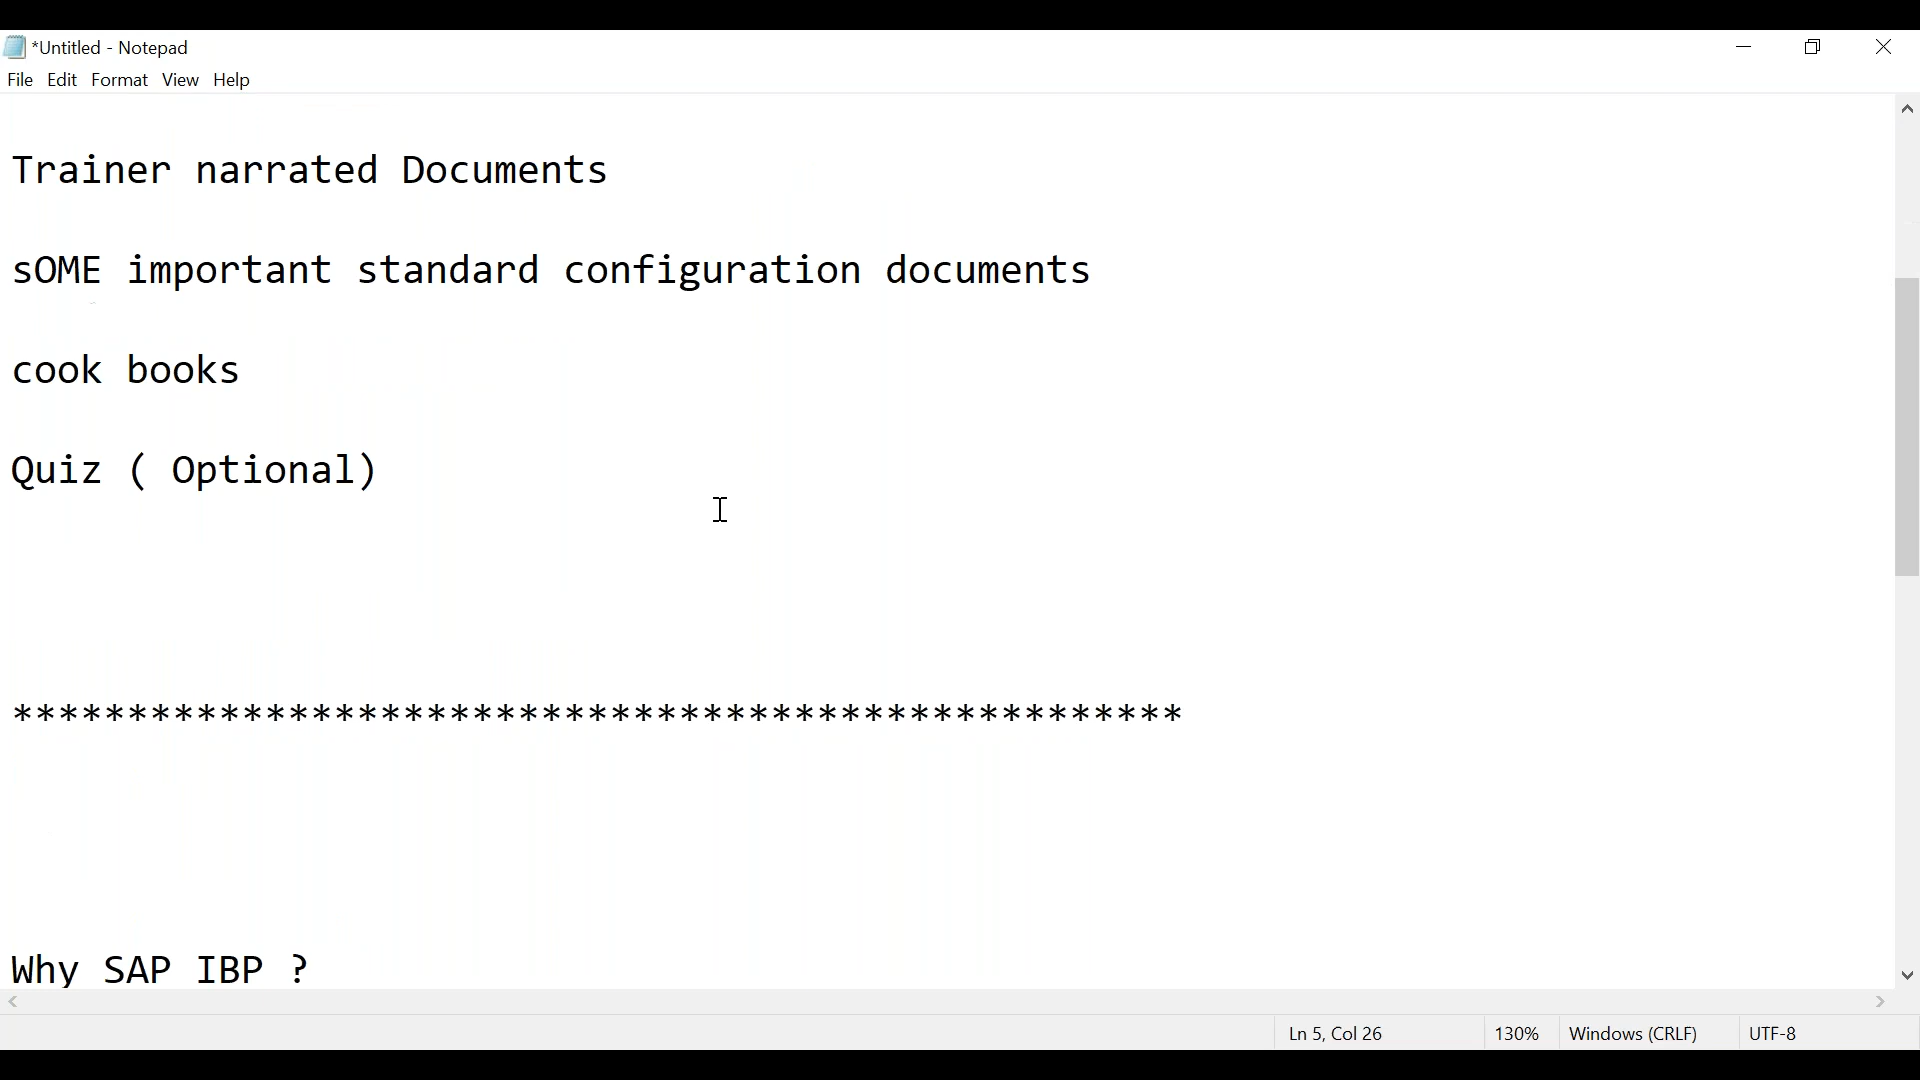 *Untitled - Notepad
File Edit Format View Help
Trainer narrated Documents
sOME important standard configuration documents
cook books
Quiz ( Optional)
***************************************************
Why SAP IBP ?
Ln 5, Col 26 130% Windows (CRLF) UTF-8